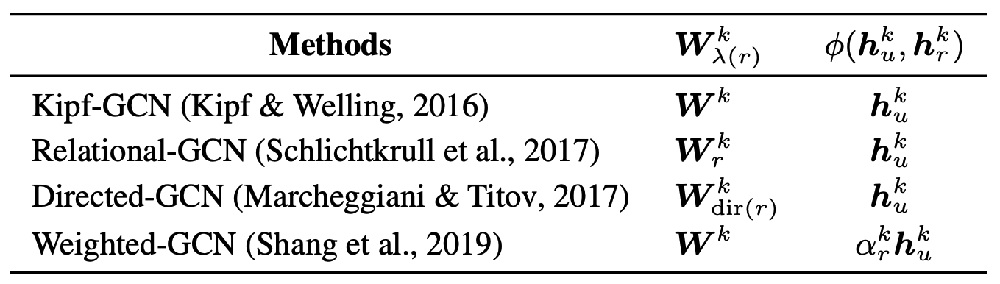 Methods $\boldsymbol{W}^k_{\lambda(r)}$ $\phi(\boldsymbol{h}^k_u, \boldsymbol{h}^k_r)$
Kipf-GCN (Kipf & Welling, 2016) $\boldsymbol{W}^k$ $\boldsymbol{h}^k_u$
Relational-GCN (Schlichtkrull et al., 2017) $\boldsymbol{W}^k_r$ $\boldsymbol{h}^k_u$
Directed-GCN (Marcheggiani & Titov, 2017) $\boldsymbol{W}^k_{\mathrm{dir}(r)}$ $\boldsymbol{h}^k_u$
Weighted-GCN (Shang et al., 2019) $\boldsymbol{W}^k$ $\alpha^k_r \boldsymbol{h}^k_u$